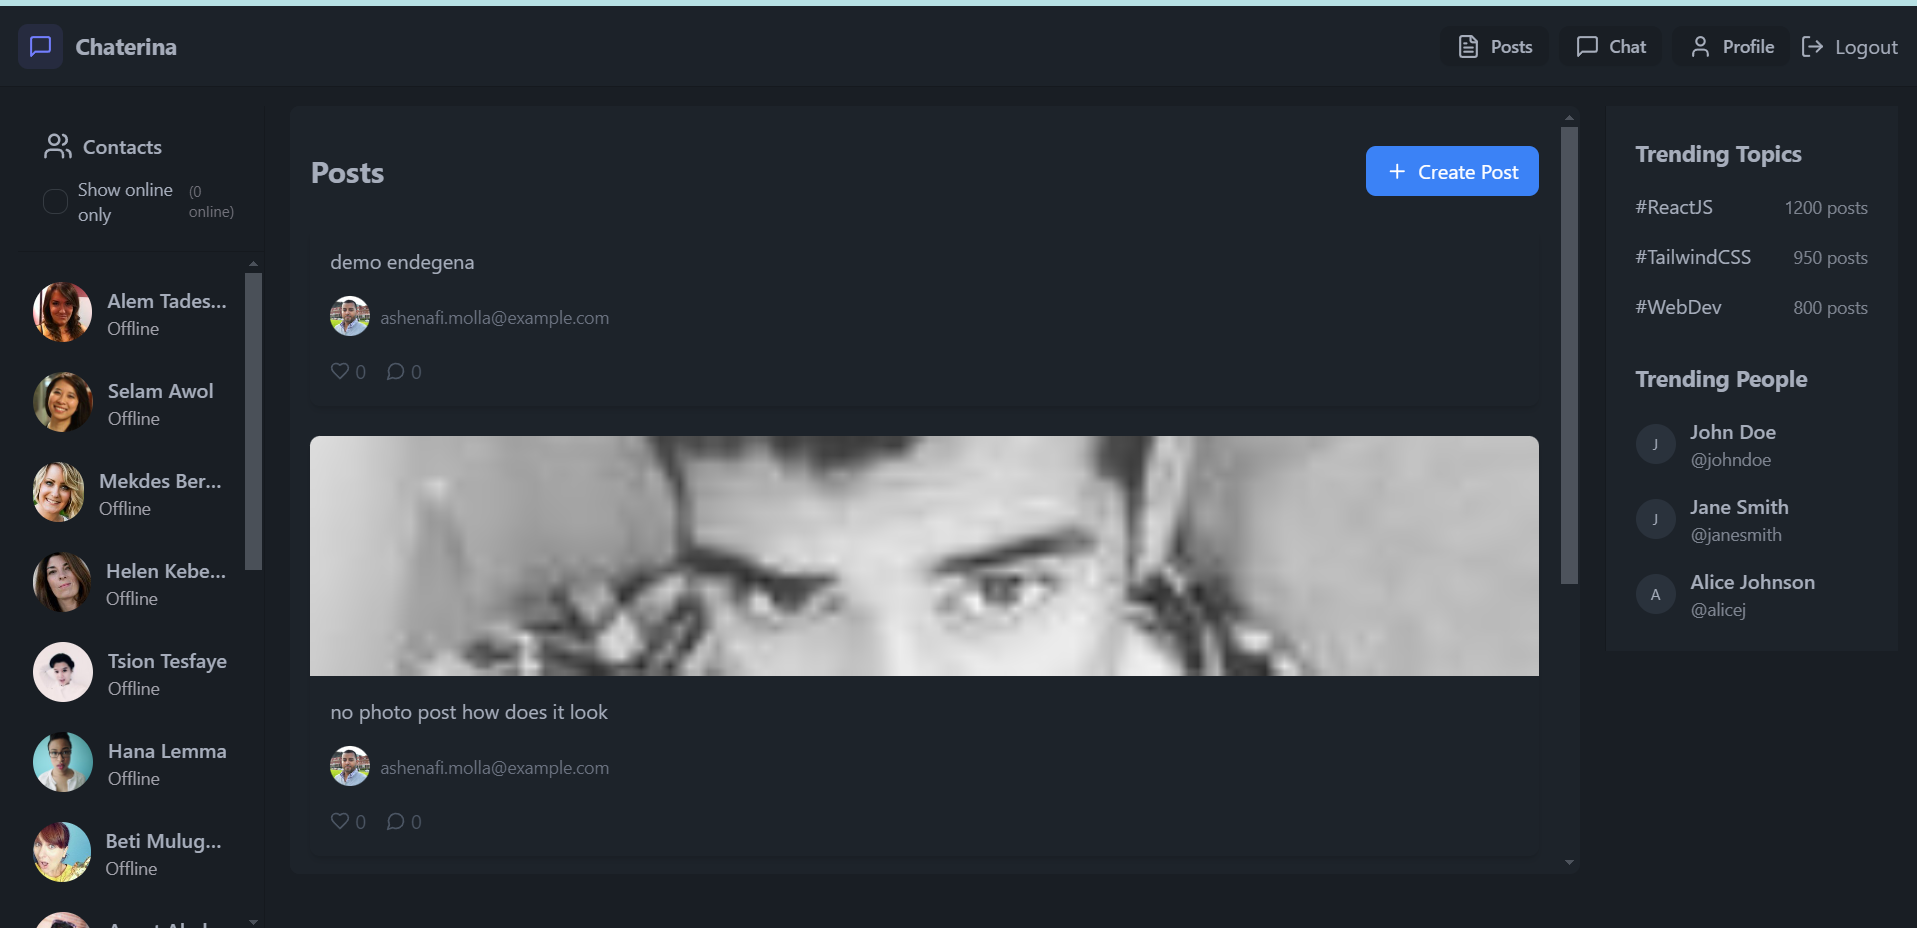 Chaterina
Posts
Chat
Profile
Logout
Contacts
Show online only
(0 online)
Alem Tades...
Offline
Selam Awol
Offline
Mekdes Ber...
Offline
Helen Kebe...
Offline
Tsion Tesfaye
Offline
Hana Lemma
Offline
Beti Mulug...
Offline
Posts
+ Create Post
demo endegena
ashenafi.molla@example.com
0 0
no photo post how does it look
ashenafi.molla@example.com
0 0
Trending Topics
#ReactJS 1200 posts
#TailwindCSS 950 posts
#WebDev 800 posts
Trending People
J
John Doe
@johndoe
J
Jane Smith
@janesmith
A
Alice Johnson
@alicej